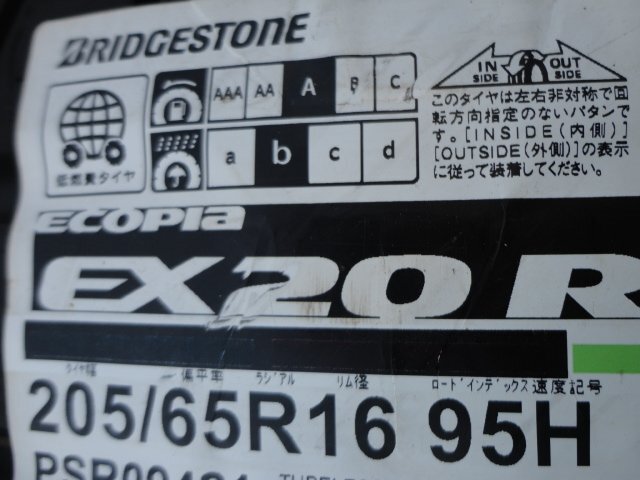 BRIDGESTONE
AAA AA A B C
a b c d
低燃費タイヤ
IN SIDE OUT SIDE
このタイヤは左右非対称で回
転方向指定のないパタンで
す。[INSIDE(内側)]
[OUTSIDE(外側)]の表示
に従って装着してください。
ECOPIA
EX20 R
タイヤ幅 偏平率 ラジアル リム径 ロードインデックス 速度記号
205/65R16 95H